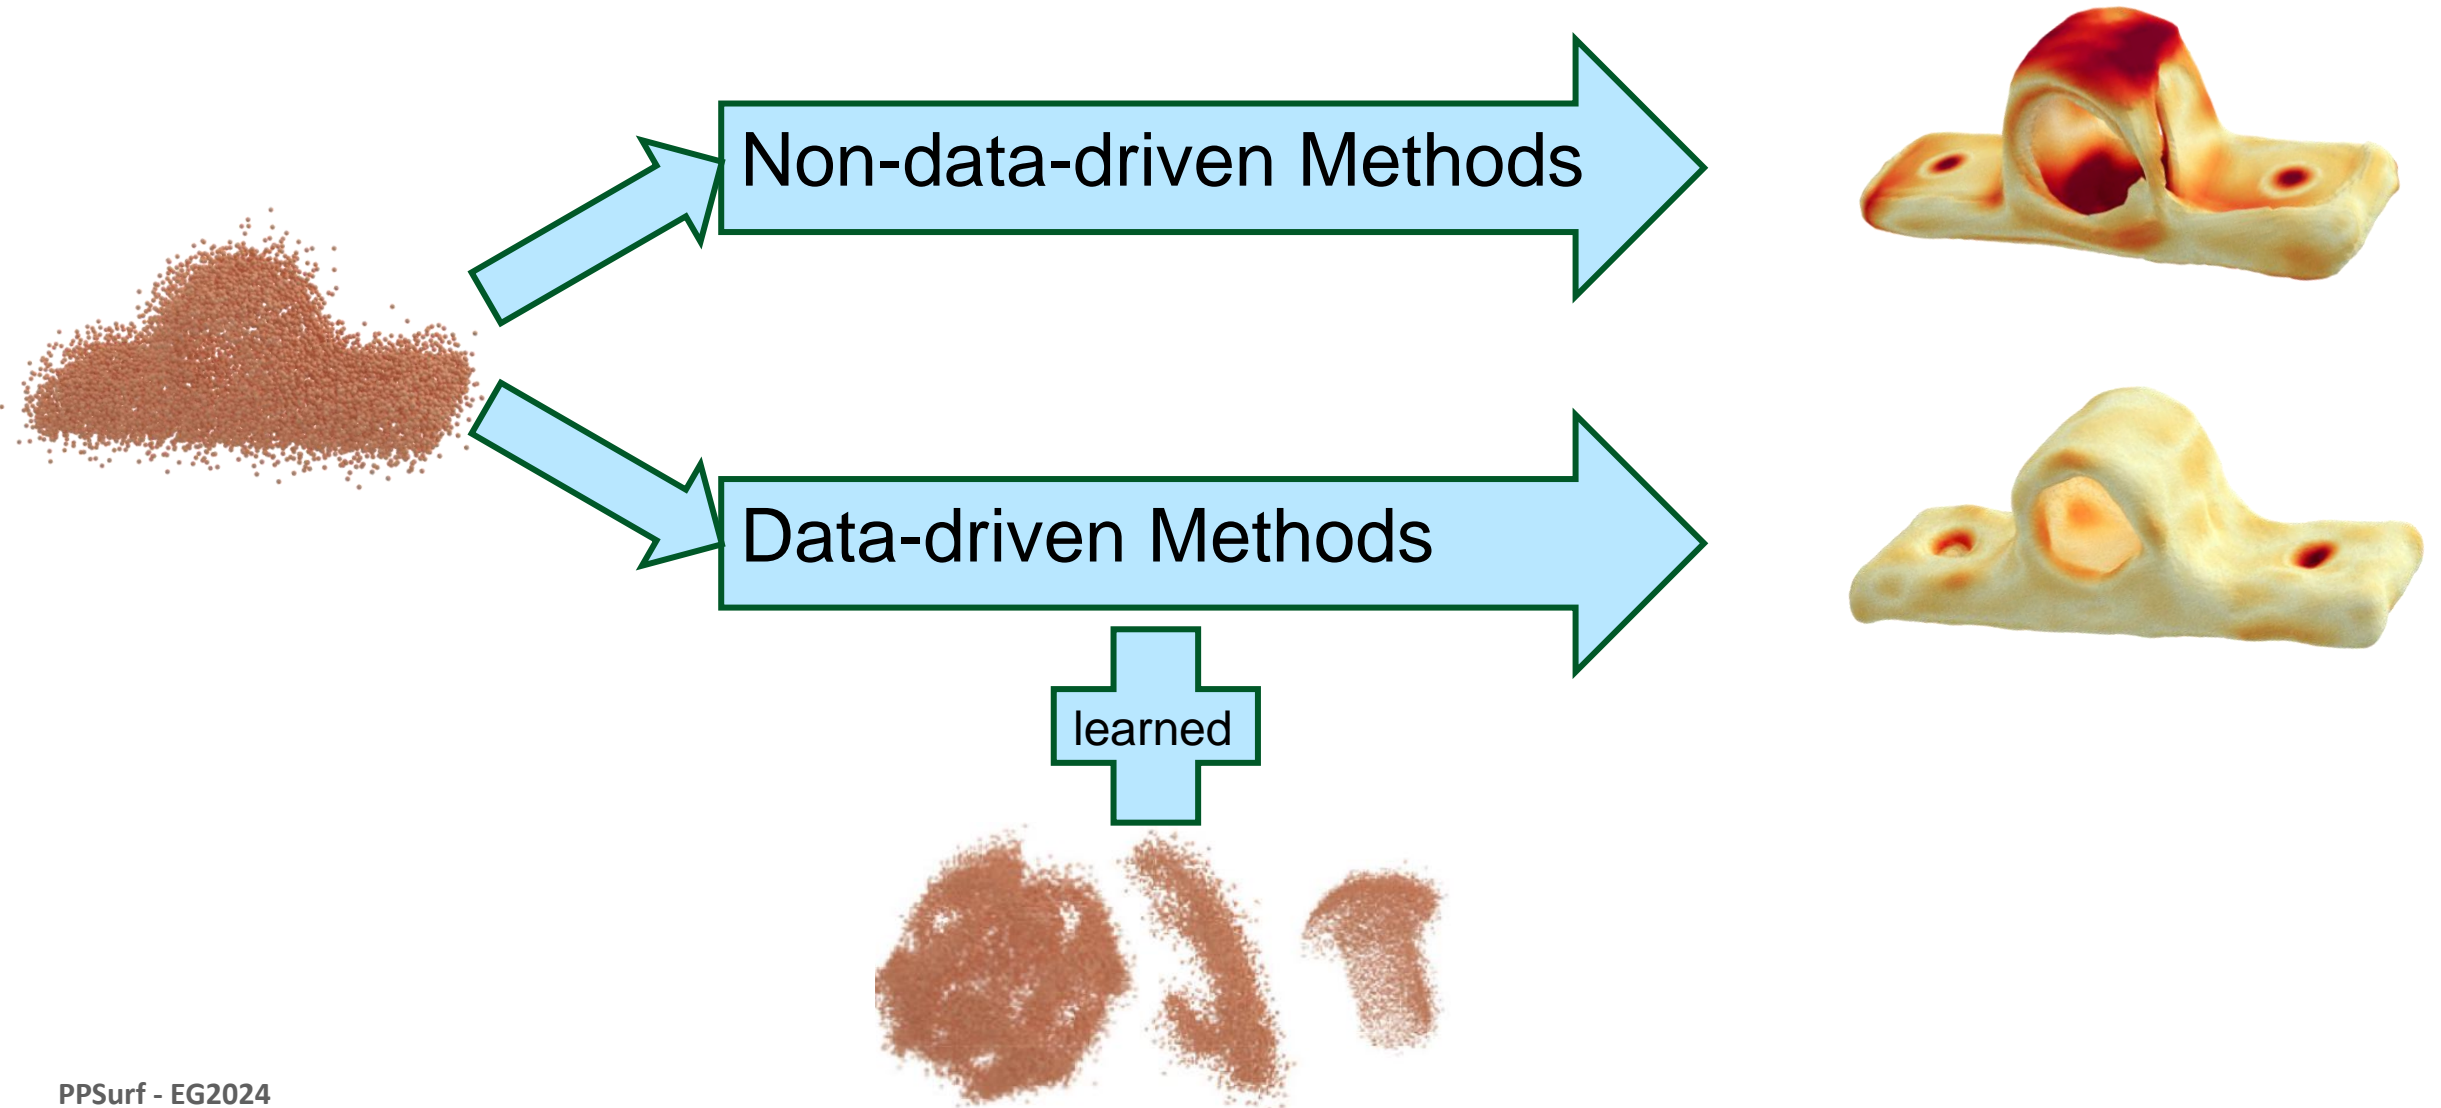 Non-data-driven Methods
Data-driven Methods
learned
PPSurf - EG2024